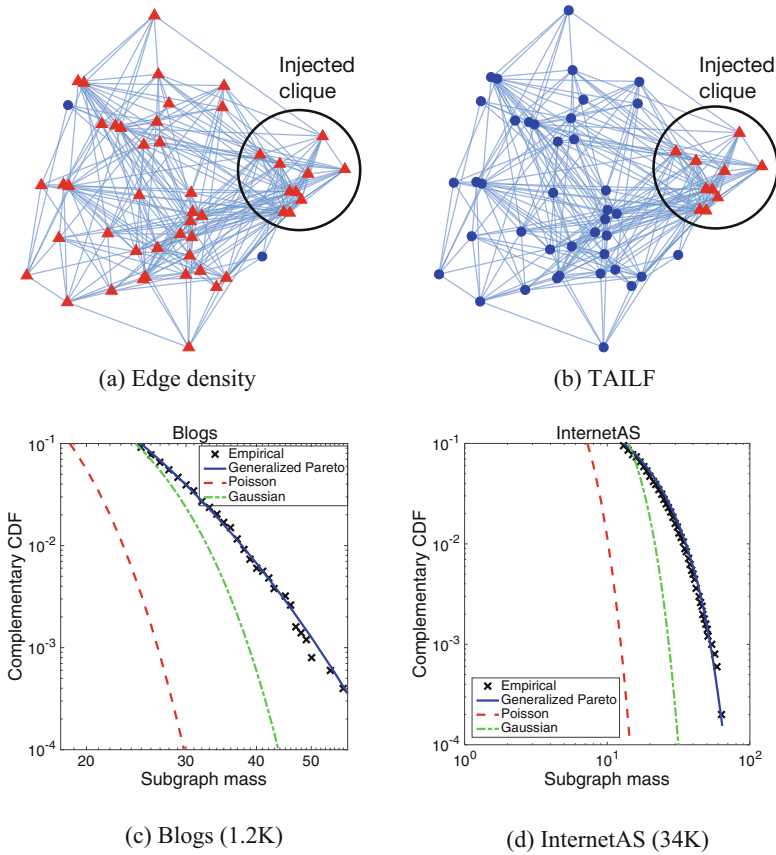 Injected
clique
Injected
clique
(a) Edge density
(b) TAILF
Blogs
Complementary CDF
10^-1
10^-2
10^-3
10^-4
× Empirical
Generalized Pareto
Poisson
Gaussian
20
30
40
50
Subgraph mass
InternetAS
Complementary CDF
10^-1
10^-2
10^-3
10^-4
× Empirical
Generalized Pareto
Poisson
Gaussian
10^0
10^1
10^2
Subgraph mass
(c) Blogs (1.2K)
(d) InternetAS (34K)